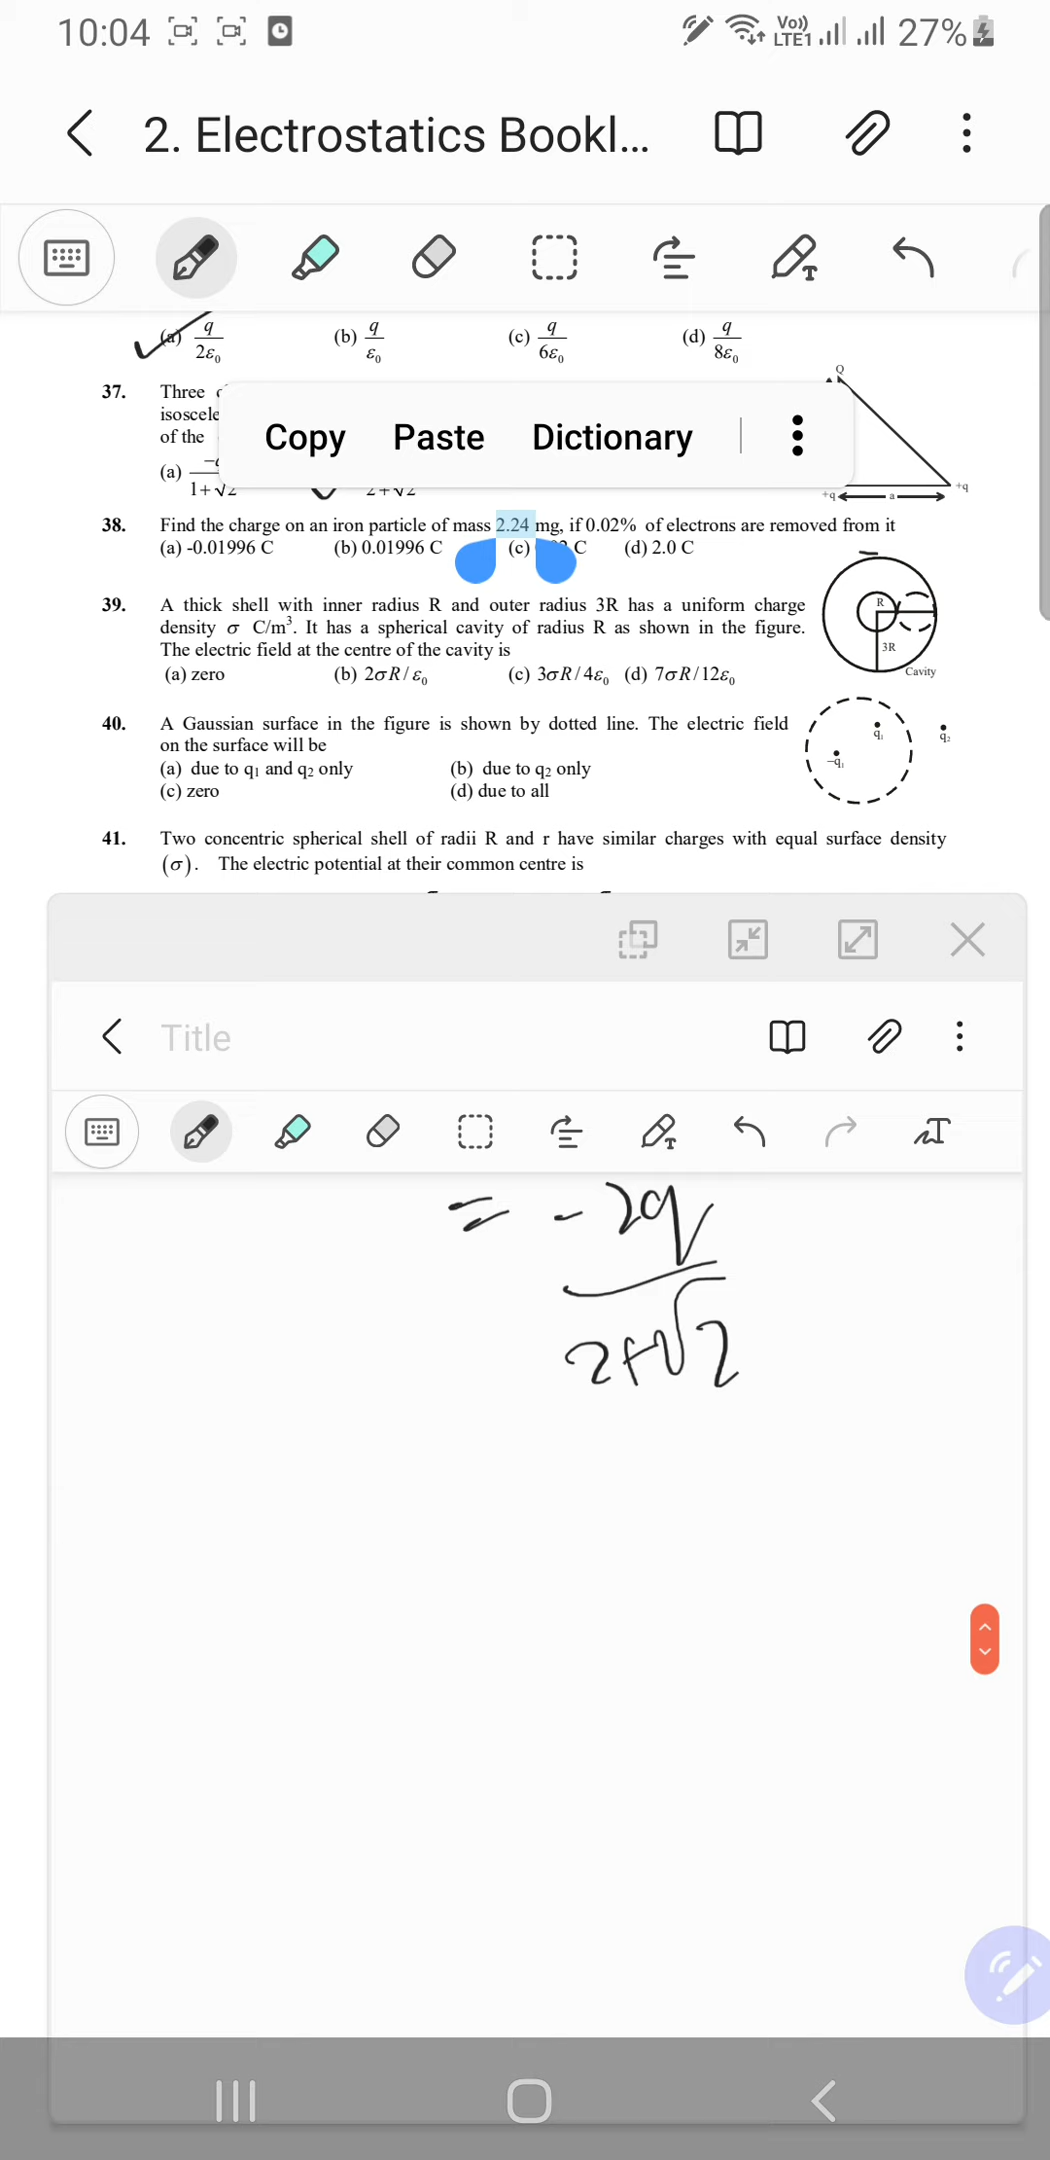 10:04 Vo)) LTE1 27%
2. Electrostatics Bookl...
(a) q/2ε₀ (b) q/ε₀ (c) q/6ε₀ (d) q/8ε₀
37. Three
isoscele
of the
(a) 1+√2 2+√2
Q
+q a +q
Copy Paste Dictionary
38. Find the charge on an iron particle of mass 2.24 mg, if 0.02% of electrons are removed from it
(a) -0.01996 C (b) 0.01996 C (c) C (d) 2.0 C
39. A thick shell with inner radius R and outer radius 3R has a uniform charge
density σ C/m³. It has a spherical cavity of radius R as shown in the figure.
The electric field at the centre of the cavity is
(a) zero (b) 2σR/ε₀ (c) 3σR/4ε₀ (d) 7σR/12ε₀
R
3R
Cavity
40. A Gaussian surface in the figure is shown by dotted line. The electric field
on the surface will be
(a) due to q₁ and q₂ only (b) due to q₂ only
(c) zero (d) due to all
q₁ q₂
-q₁
41. Two concentric spherical shell of radii R and r have similar charges with equal surface density
(σ). The electric potential at their common centre is
Title
= -2q
2+√2